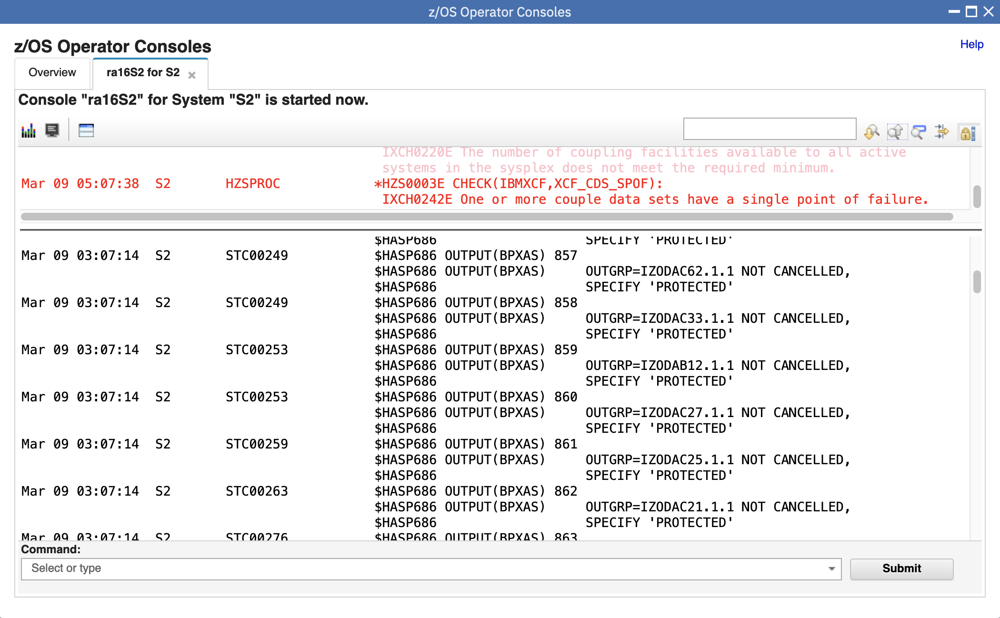 z/OS Operator Consoles
z/OS Operator Consoles
Help
Overview
ra16S2 for S2
Console "ra16S2" for System "S2" is started now.
IXCH0220E The number of coupling facilities available to all active
systems in the sysplex does not meet the required minimum.
Mar 09 05:07:38 S2 HZSPROC *HZS0003E CHECK(IBMXCF,XCF_CDS_SPOF):
IXCH0242E One or more couple data sets have a single point of failure.
$HASP686 SPECIFY 'PROTECTED'
Mar 09 03:07:14 S2 STC00249 $HASP686 OUTPUT(BPXAS) 857
$HASP686 OUTPUT(BPXAS) OUTGRP=IZODAC62.1.1 NOT CANCELLED,
$HASP686 SPECIFY 'PROTECTED'
Mar 09 03:07:14 S2 STC00249 $HASP686 OUTPUT(BPXAS) 858
$HASP686 OUTPUT(BPXAS) OUTGRP=IZODAC33.1.1 NOT CANCELLED,
$HASP686 SPECIFY 'PROTECTED'
Mar 09 03:07:14 S2 STC00253 $HASP686 OUTPUT(BPXAS) 859
$HASP686 OUTPUT(BPXAS) OUTGRP=IZODAB12.1.1 NOT CANCELLED,
$HASP686 SPECIFY 'PROTECTED'
Mar 09 03:07:14 S2 STC00253 $HASP686 OUTPUT(BPXAS) 860
$HASP686 OUTPUT(BPXAS) OUTGRP=IZODAC27.1.1 NOT CANCELLED,
$HASP686 SPECIFY 'PROTECTED'
Mar 09 03:07:14 S2 STC00259 $HASP686 OUTPUT(BPXAS) 861
$HASP686 OUTPUT(BPXAS) OUTGRP=IZODAC25.1.1 NOT CANCELLED,
$HASP686 SPECIFY 'PROTECTED'
Mar 09 03:07:14 S2 STC00263 $HASP686 OUTPUT(BPXAS) 862
$HASP686 OUTPUT(BPXAS) OUTGRP=IZODAC21.1.1 NOT CANCELLED,
$HASP686 SPECIFY 'PROTECTED'
Mar 09 03:07:14 S2 STC00276 $HASP686 OUTPUT(BPXAS) 863
Command:
Select or type
Submit